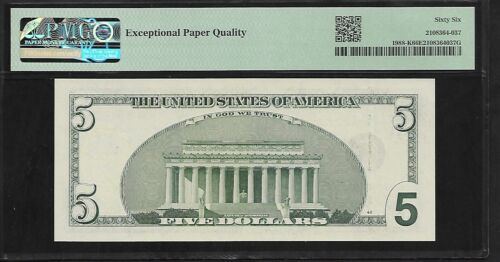 PMG
PAPER MONEY GUARANTY
Exceptional Paper Quality
Sixty Six
2108364-037
1988-K66E2108364037G
5
THE UNITED STATES OF AMERICA
5
IN GOD WE TRUST
5
FIVE DOLLARS
5